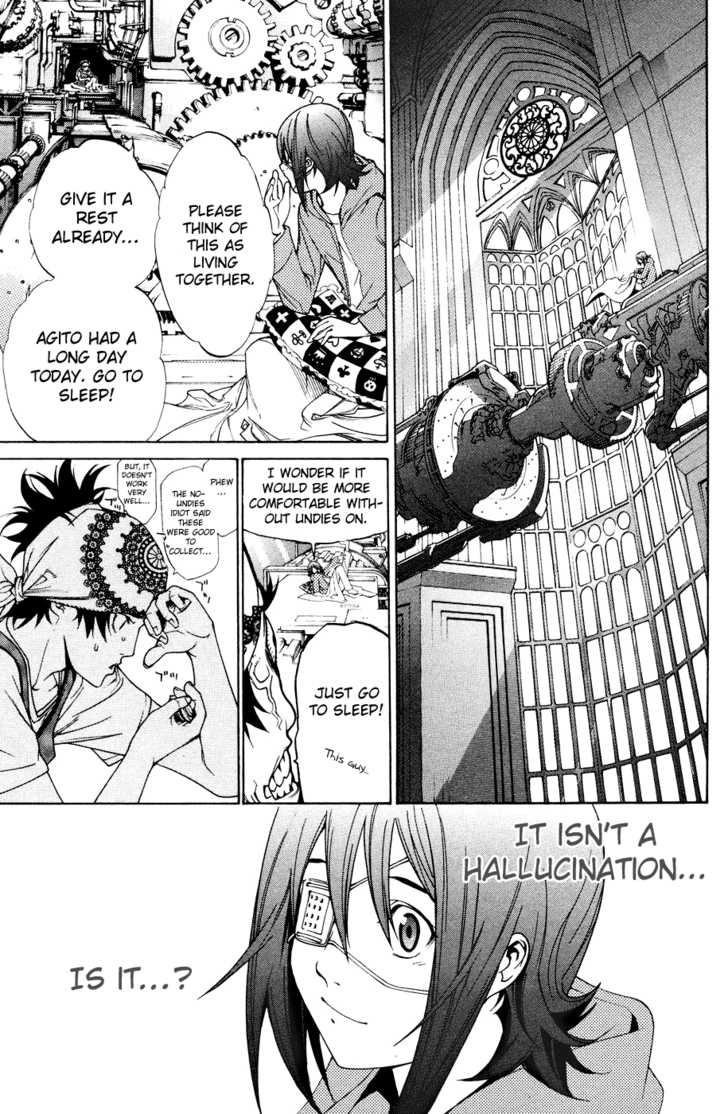 PLEASE
THINK OF
THIS AS
LIVING
TOGETHER.
GIVE IT A
REST
ALREADY...
AGITO HAD A
LONG DAY
TODAY. GO TO
SLEEP!
I WONDER IF IT
WOULD BE MORE
COMFORTABLE WITH-
OUT UNDIES ON.
JUST GO
TO SLEEP!
This guy..
PHEW
...
THE NO-
UNDIES
IDIOT SAID
THESE
WERE GOOD
TO
COLLECT...
BUT, IT
DOESN'T
WORK
VERY
WELL...
IT ISN'T A
HALLUCINATION...
IS IT...?